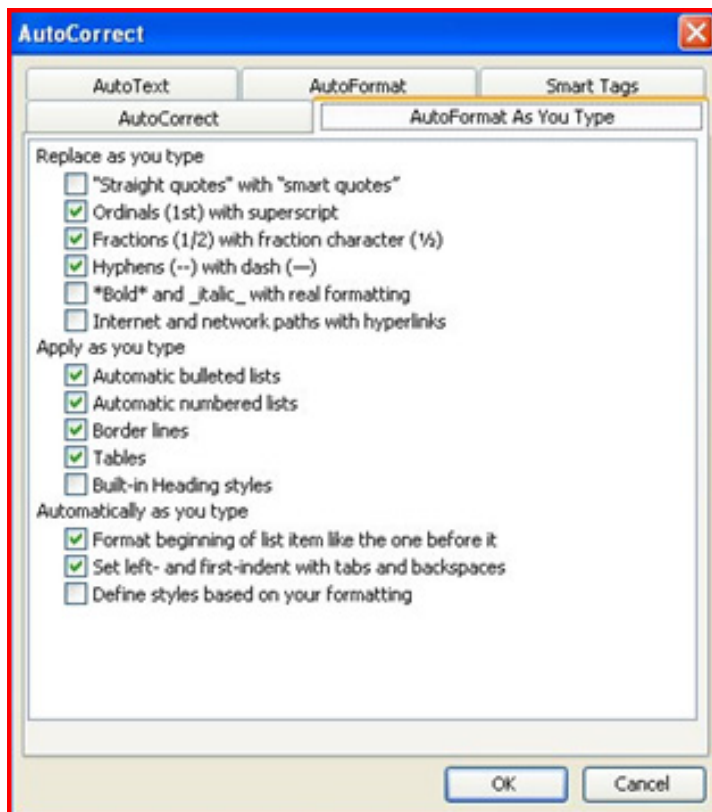 AutoCorrect
AutoText AutoFormat Smart Tags
AutoCorrect AutoFormat As You Type
Replace as you type
"Straight quotes" with “smart quotes”
Ordinals (1st) with superscript
Fractions (1/2) with fraction character (½)
Hyphens (--) with dash (—)
*Bold* and _italic_ with real formatting
Internet and network paths with hyperlinks
Apply as you type
Automatic bulleted lists
Automatic numbered lists
Border lines
Tables
Built-in Heading styles
Automatically as you type
Format beginning of list item like the one before it
Set left- and first-indent with tabs and backspaces
Define styles based on your formatting
OK Cancel